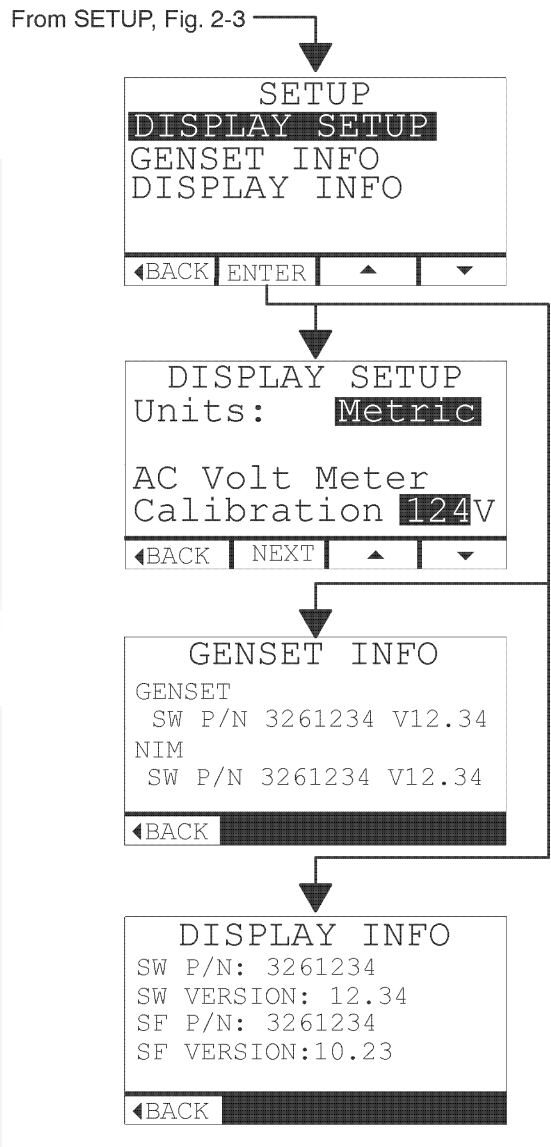 From SETUP, Fig. 2-3
SETUP
DISPLAY SETUP
GENSET INFO
DISPLAY INFO
◀BACK ENTER ▲ ▼
DISPLAY SETUP
Units: Metric
AC Volt Meter
Calibration 124V
◀BACK NEXT ▲ ▼
GENSET INFO
GENSET
SW P/N 3261234 V12.34
NIM
SW P/N 3261234 V12.34
◀BACK
DISPLAY INFO
SW P/N: 3261234
SW VERSION: 12.34
SF P/N: 3261234
SF VERSION:10.23
◀BACK